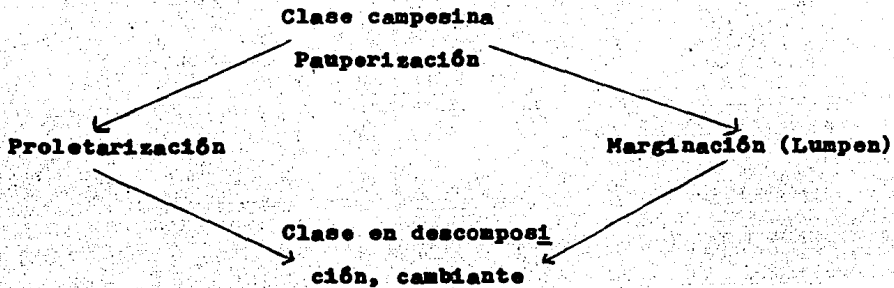 Clase campesina
Pauperización
Proletarización
Marginación (Lumpen)
Clase en descomposi
ción, cambiante